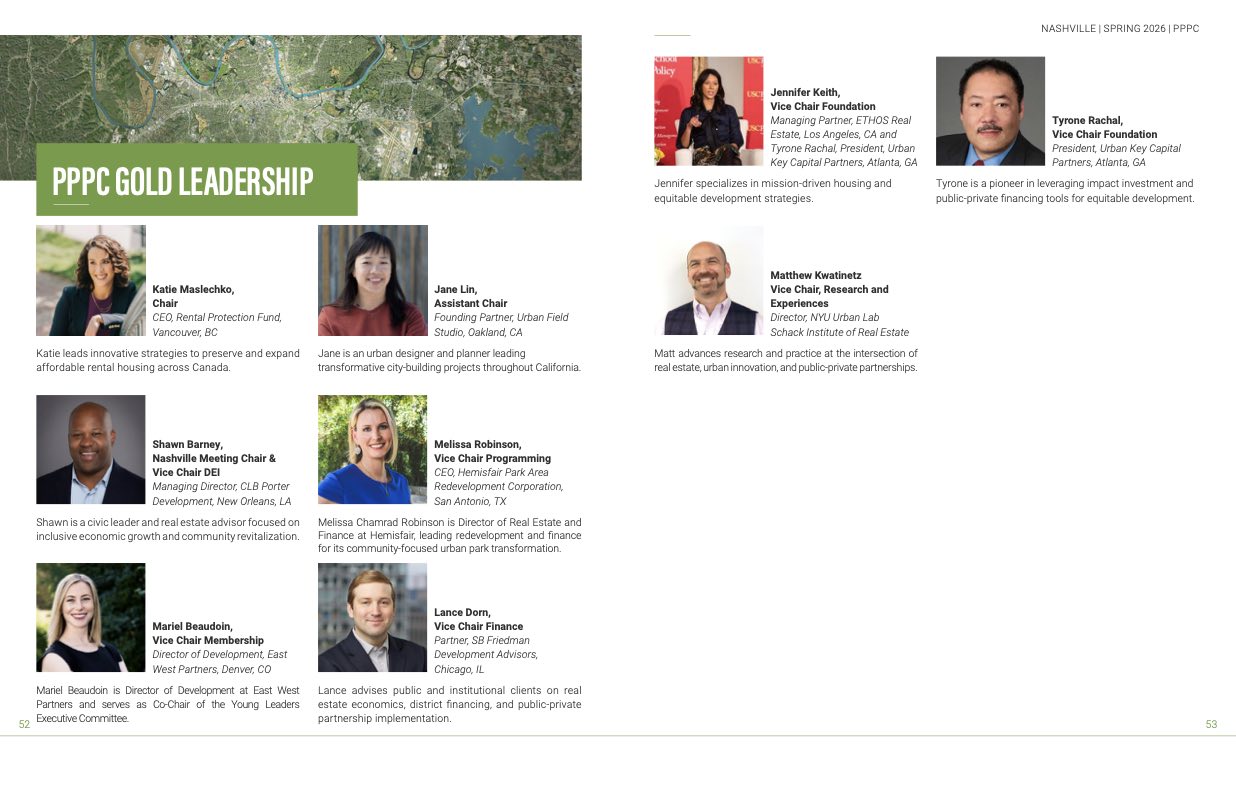 NASHVILLE | SPRING 2026 | PPPC
PPPC GOLD LEADERSHIP
Katie Maslechko,
Chair
CEO, Rental Protection Fund,
Vancouver, BC
Katie leads innovative strategies to preserve and expand
affordable rental housing across Canada.
Jane Lin,
Assistant Chair
Founding Partner, Urban Field
Studio, Oakland, CA
Jane is an urban designer and planner leading
transformative city-building projects throughout California.
Shawn Barney,
Nashville Meeting Chair &
Vice Chair DEI
Managing Director, CLB Porter
Development, New Orleans, LA
Shawn is a civic leader and real estate advisor focused on
inclusive economic growth and community revitalization.
Melissa Robinson,
Vice Chair Programming
CEO, Hemisfair Park Area
Redevelopment Corporation,
San Antonio, TX
Melissa Chamrad Robinson is Director of Real Estate and
Finance at Hemisfair, leading redevelopment and finance
for its community-focused urban park transformation.
Mariel Beaudoin,
Vice Chair Membership
Director of Development, East
West Partners, Denver, CO
Mariel Beaudoin is Director of Development at East West
Partners and serves as Co-Chair of the Young Leaders
Executive Committee.
Lance Dorn,
Vice Chair Finance
Partner, SB Friedman
Development Advisors,
Chicago, IL
Lance advises public and institutional clients on real
estate economics, district financing, and public-private
partnership implementation.
52
School
Policy
USC
Jennifer Keith,
Vice Chair Foundation
Managing Partner, ETHOS Real
Estate, Los Angeles, CA and
Tyrone Rachal, President, Urban
Key Capital Partners, Atlanta, GA
Jennifer specializes in mission-driven housing and
equitable development strategies.
Tyrone Rachal,
Vice Chair Foundation
President, Urban Key Capital
Partners, Atlanta, GA
Tyrone is a pioneer in leveraging impact investment and
public-private financing tools for equitable development.
Matthew Kwatinetz
Vice Chair, Research and
Experiences
Director, NYU Urban Lab
Schack Institute of Real Estate
Matt advances research and practice at the intersection of
real estate, urban innovation, and public-private partnerships.
53